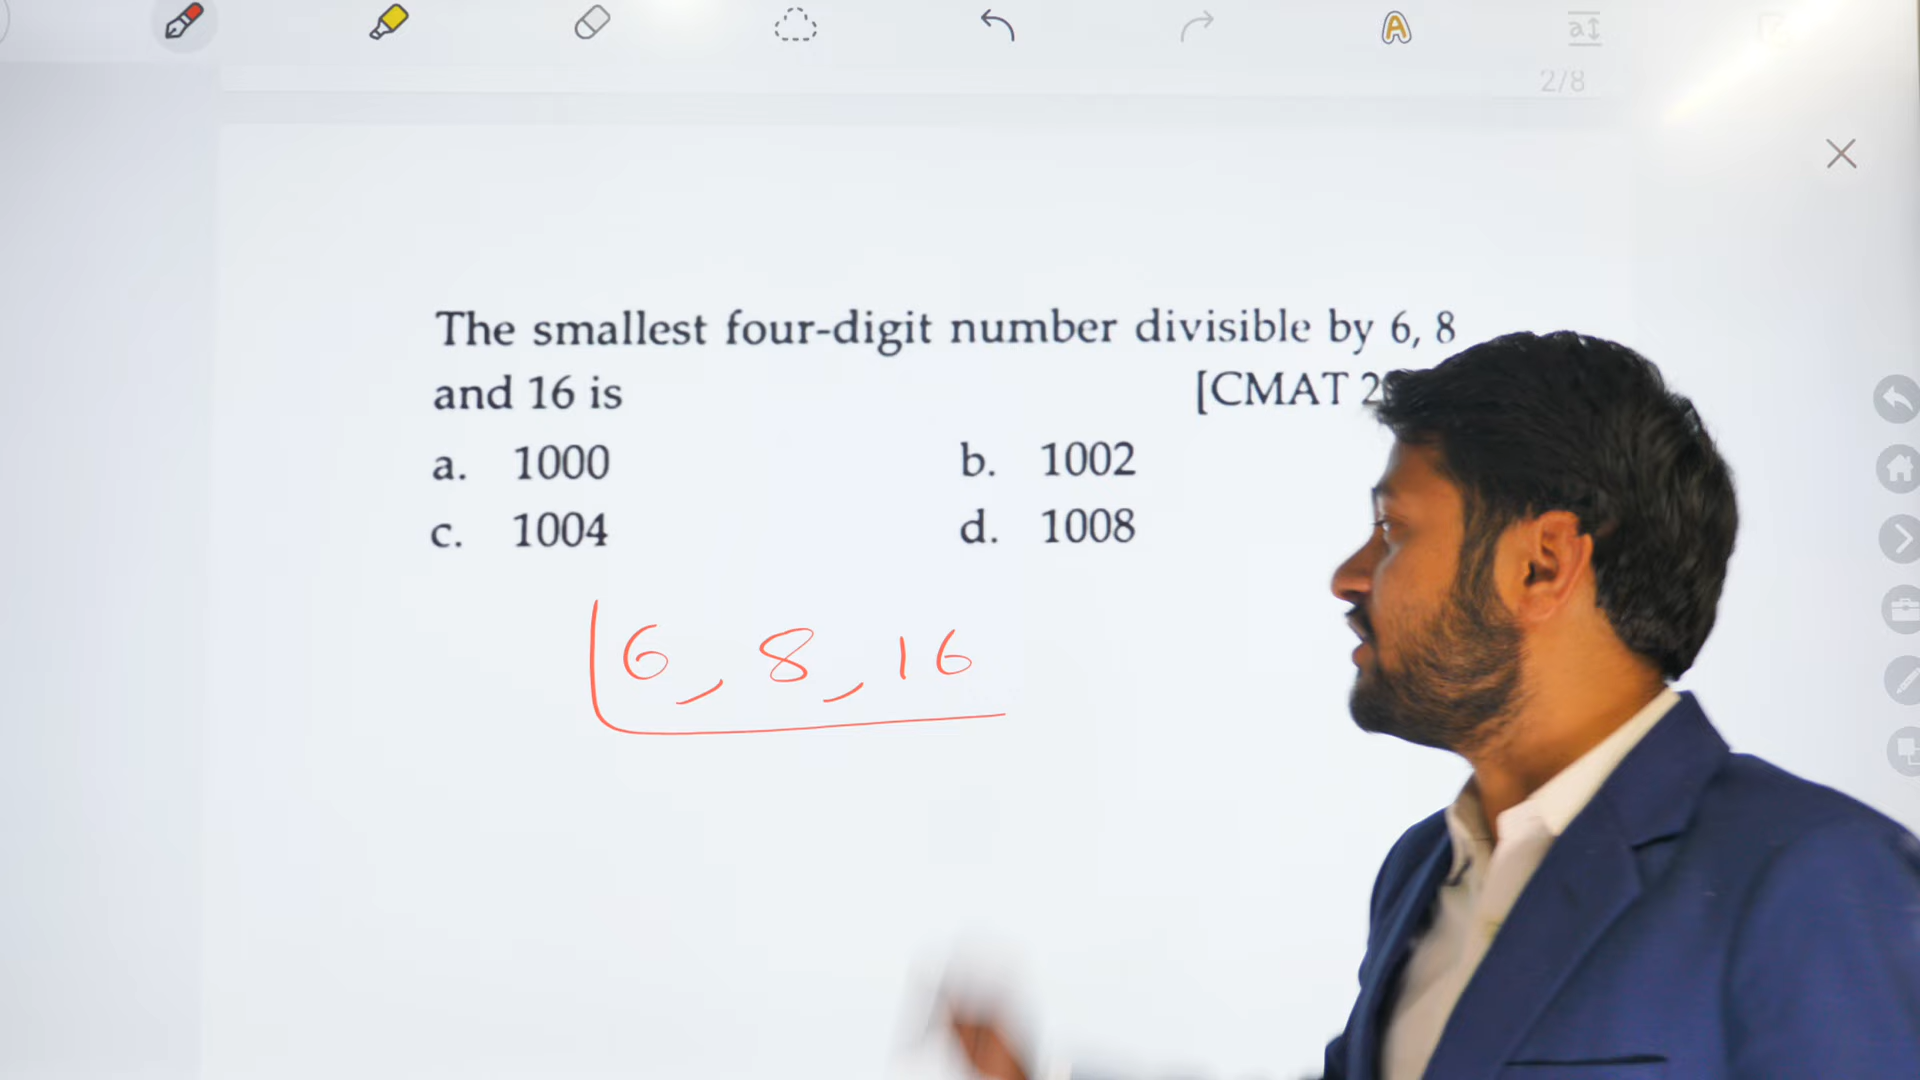 2/8
The smallest four-digit number divisible by 6, 8
and 16 is [CMAT
a. 1000 b. 1002
c. 1004 d. 1008
6, 8, 16